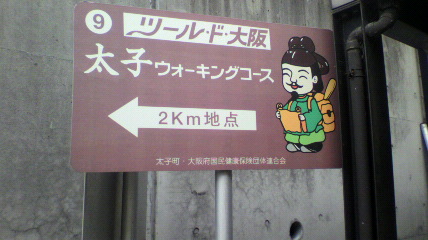 9 ツール・ド・大阪
太子ウォーキングコース
2Km地点
太子町・大阪府国民健康保険団体連合会